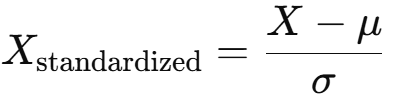 X_standardized = (X − μ) / σ